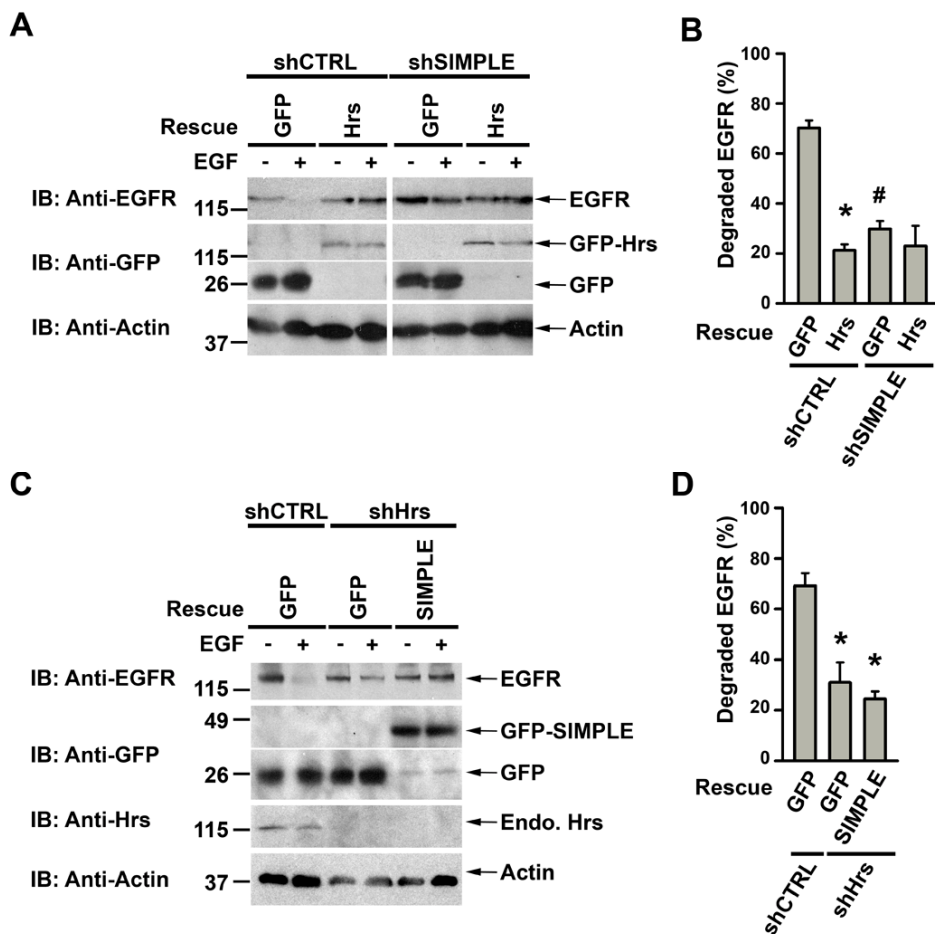 A
shCTRL shSIMPLE
Rescue GFP Hrs GFP Hrs
EGF - + - + - + - +
IB: Anti-EGFR 115 EGFR
IB: Anti-GFP 115 GFP-Hrs
26 GFP
IB: Anti-Actin 37 Actin
B
Degraded EGFR (%)
100
80
60
40
20
0
* #
Rescue GFP Hrs GFP Hrs
shCTRL shSIMPLE
C
shCTRL shHrs
Rescue GFP GFP SIMPLE
EGF - + - + - +
IB: Anti-EGFR 115 EGFR
IB: Anti-GFP 49 GFP-SIMPLE
26 GFP
IB: Anti-Hrs 115 Endo. Hrs
IB: Anti-Actin 37 Actin
D
Degraded EGFR (%)
100
80
60
40
20
0
* *
Rescue GFP GFP SIMPLE
shCTRL shHrs